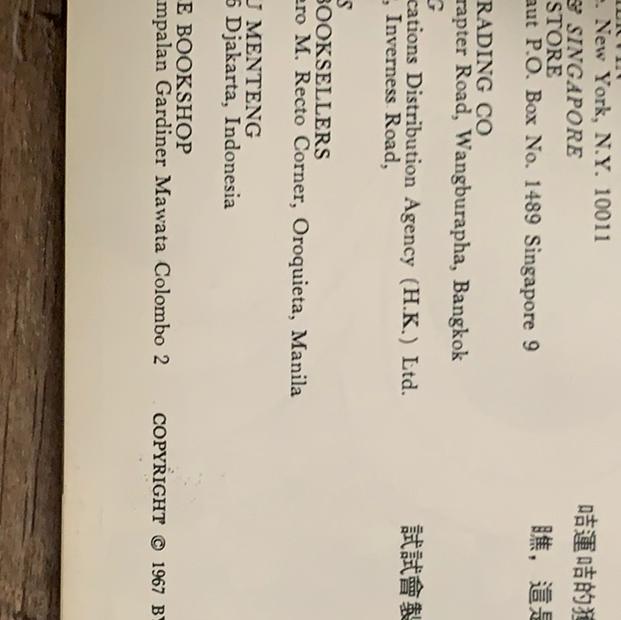 New York, N.Y. 10011
& SINGAPORE
STORE
aut P.O. Box No. 1489 Singapore 9
RADING CO
rapter Road, Wangburapha, Bangkok
G
cations Distribution Agency (H.K.) Ltd.
, Inverness Road,
S
BOOKSELLERS
ero M. Recto Corner, Oroquieta, Manila
U MENTENG
6 Djakarta, Indonesia
E BOOKSHOP
mpalan Gardiner Mawata Colombo 2
COPYRIGHT © 1967 BY
咭運咭的
瞧，這是
試試會製